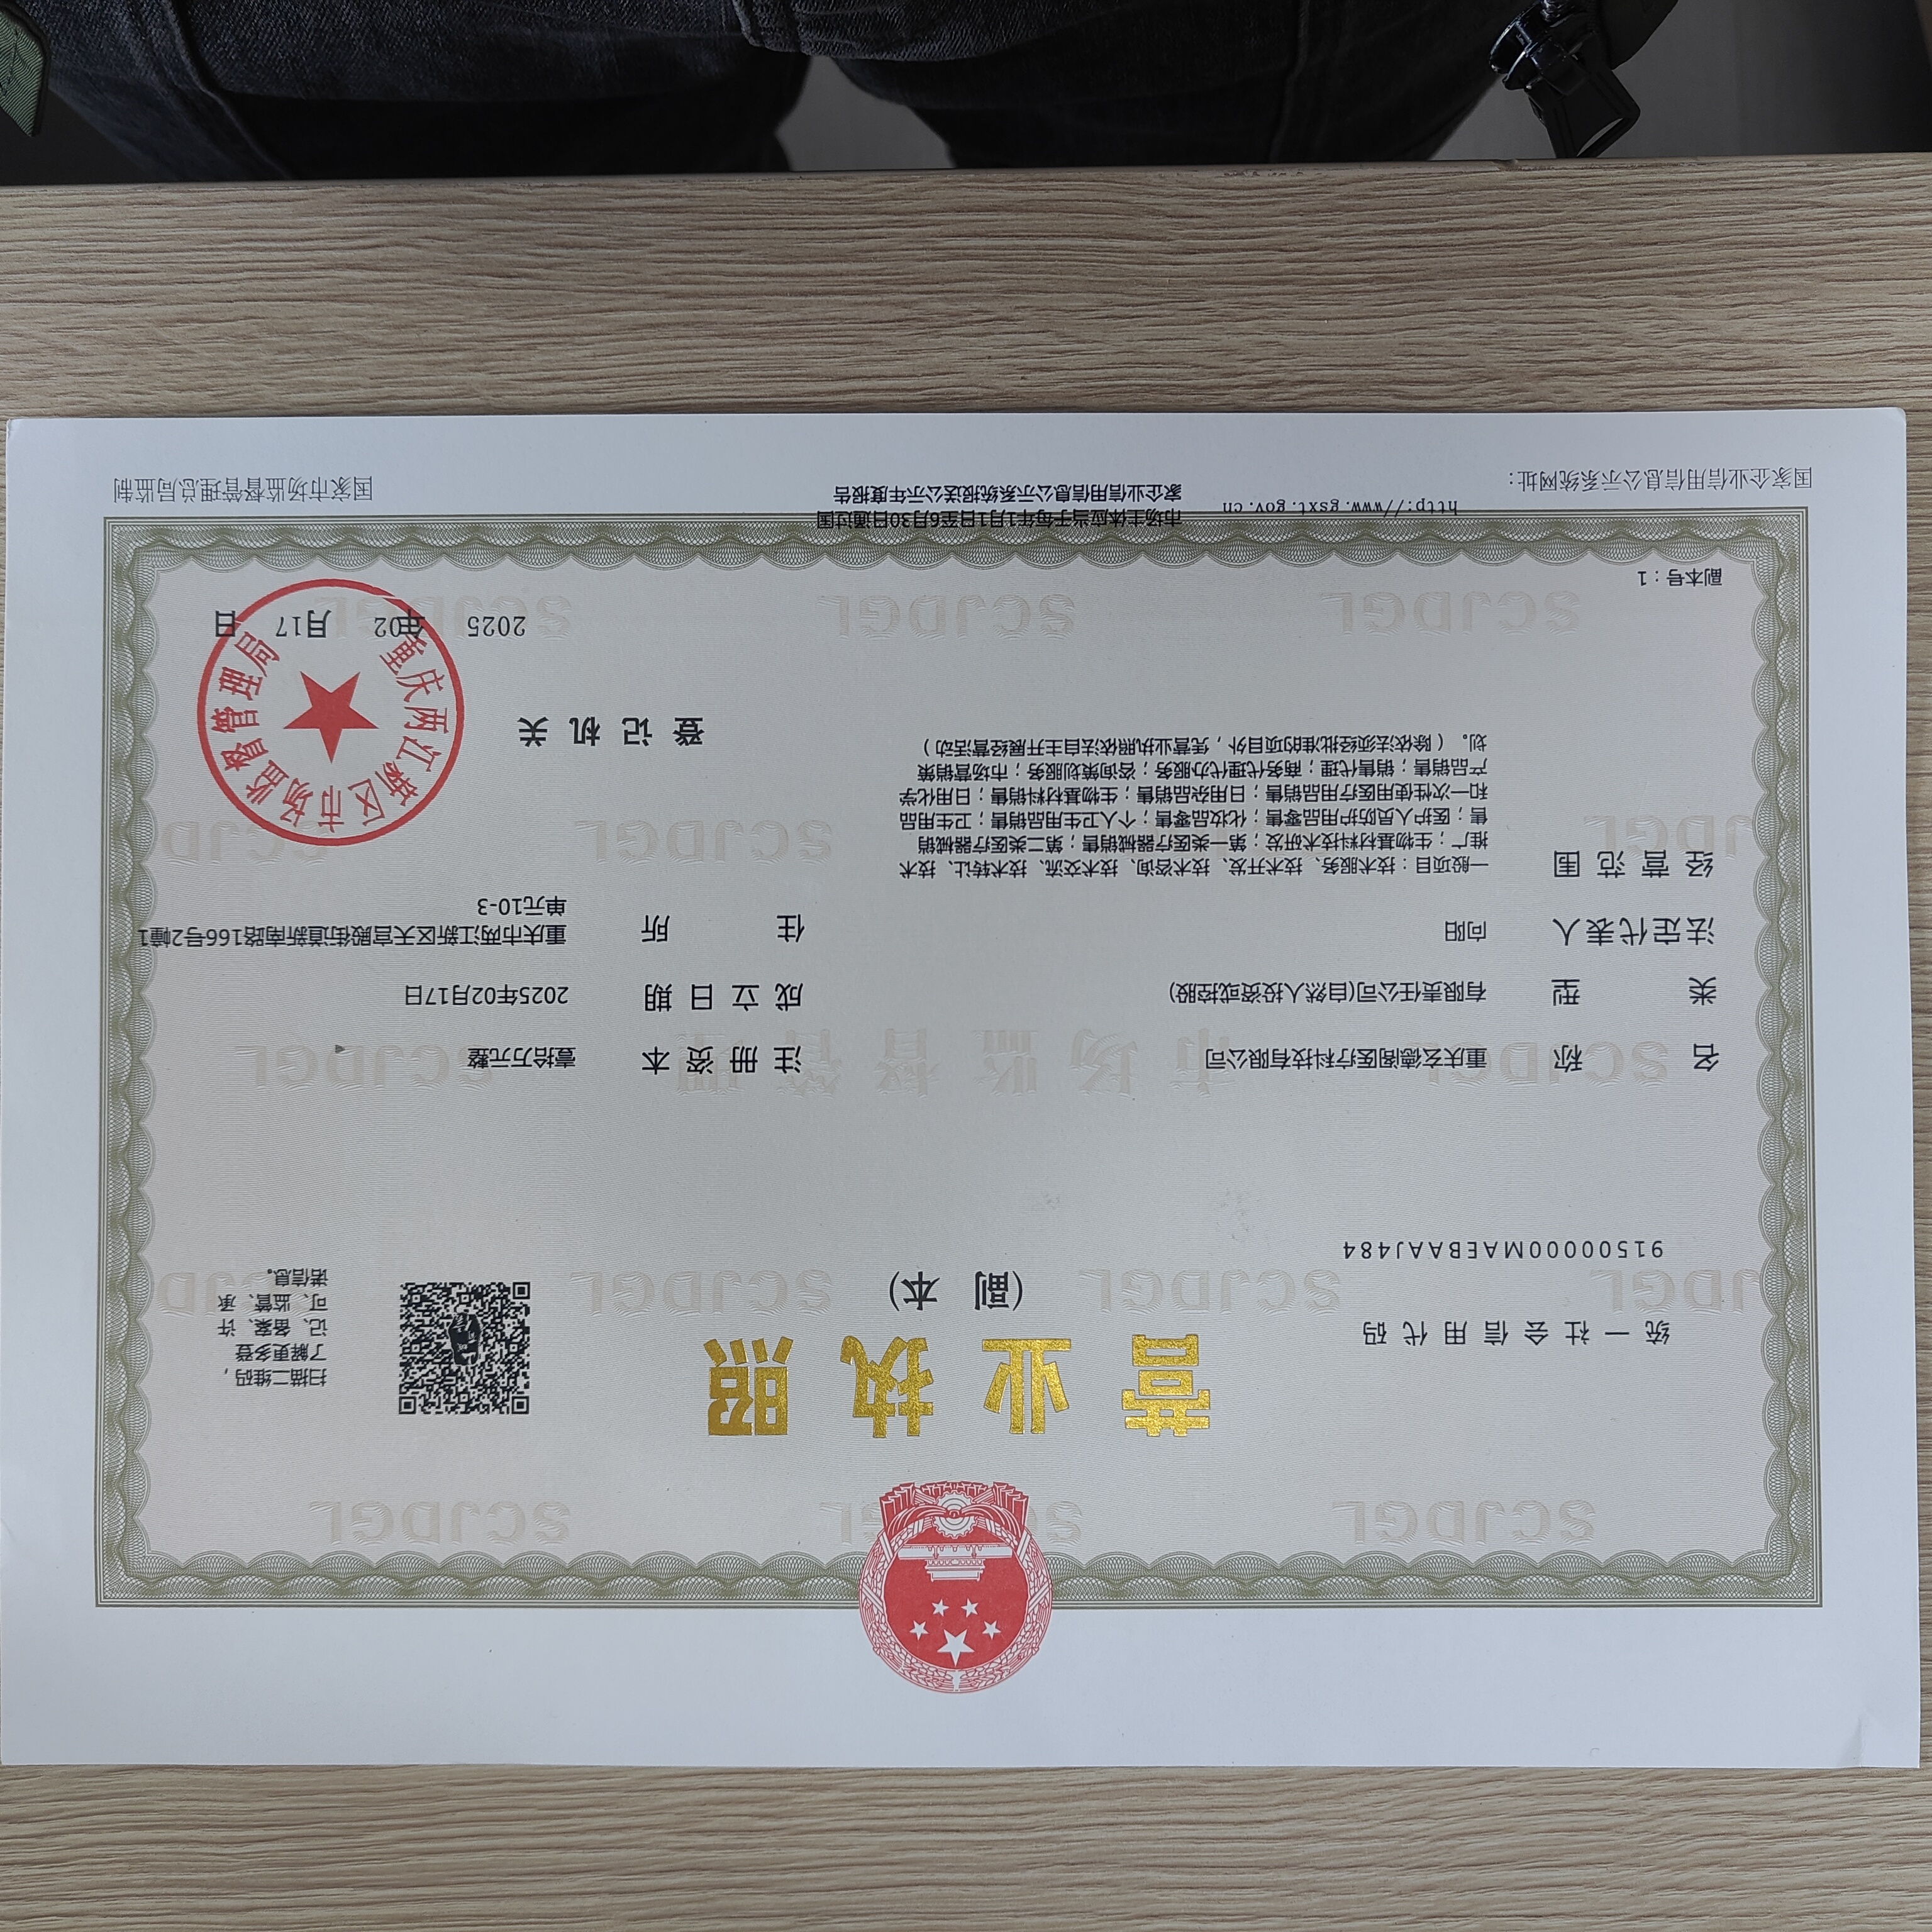 营业执照
(副 本)
统一社会信用代码
91500000MAEBAAJ484
扫描二维码，
了解更多登
记、备案、许
可、监管、承
诺信息。
名 称 重庆玄德阁医疗科技有限公司
类 型 有限责任公司(自然人投资或控股)
法定代表人 向阳
经营范围 一般项目：技术服务、技术开发、技术咨询、技术交流、技术转让、技术
推广；生物基材料技术研发；第一类医疗器械销售；第二类医疗器械销
售；医护人员防护用品零售；化妆品零售；个人卫生用品销售；卫生用品
和一次性使用医疗用品销售；日用杂品销售；生物基材料销售；日用化学
产品销售；销售代理；商务代理代办服务；咨询策划服务；市场营销策
划。（除依法须经批准的项目外，凭营业执照依法自主开展经营活动）
注册资本 壹拾万元整
成立日期 2025年02月17日
住 所 重庆市两江新区天宫殿街道新南路166号2幢1
单元10-3
登记机关
重庆两江新区市场监督管理局
2025 年 02 月 17 日
副本号：1
国家企业信用信息公示系统网址：
http://www.gsxt.gov.cn
市场主体应当于每年1月1日至6月30日通过国
家企业信用信息公示系统报送公示年度报告
国家市场监督管理总局监制
市场监督管理
SCJDGL